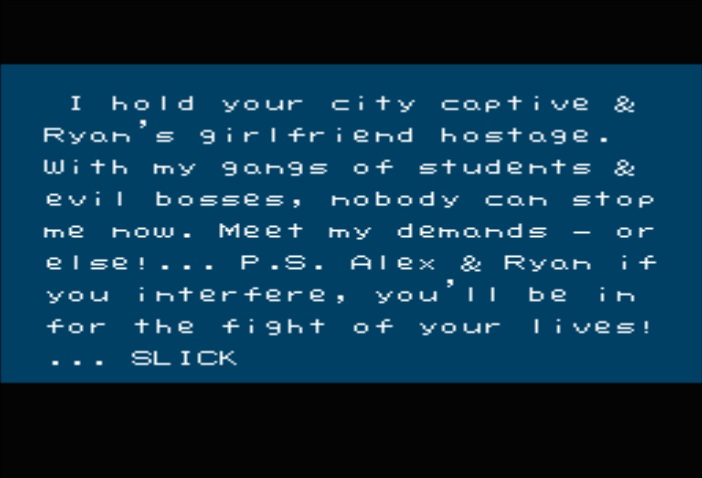 I hold your city captive &
Ryan's girlfriend hostage.
With my gangs of students &
evil bosses, nobody can stop
me now. Meet my demands - or
else!... P.S. Alex & Ryan if
you interfere, you'll be in
for the fight of your lives!
... SLICK